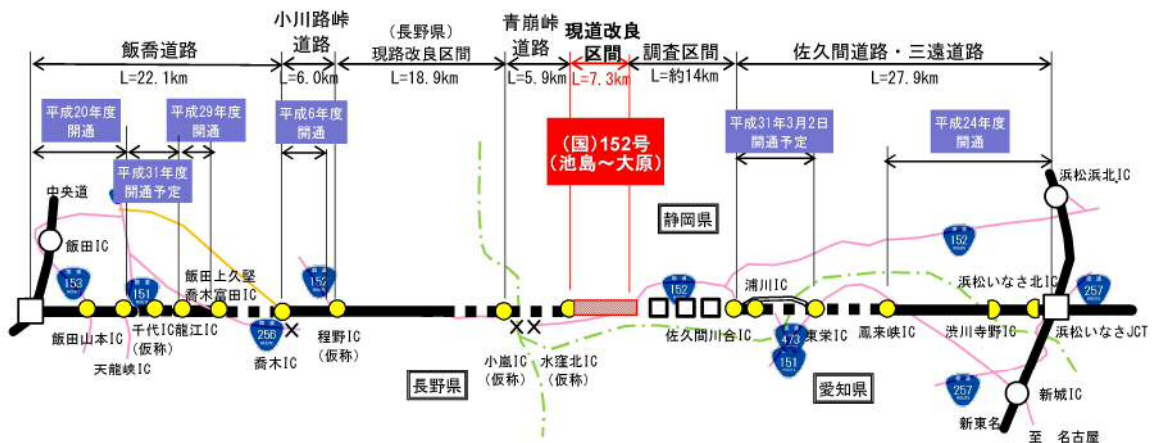 飯喬道路
L=22.1km
小川路峠
道路
L=6.0km
(長野県)
現路改良区間
L=18.9km
青崩峠
道路
L=5.9km
現道改良
区間
L=7.3km
調査区間
L=約14km
佐久間道路・三遠道路
L=27.9km
平成20年度
開通
平成29年度
開通
平成6年度
開通
平成31年度
開通予定
(国)152号
(池島～大原)
平成31年3月2日
開通予定
平成24年度
開通
中央道
浜松浜北IC
静岡県
飯田IC
152
153
151
飯田上久堅
喬木富田IC
152
152
浦川IC
浜松いなさ北IC
257
飯田山本IC
千代IC
(仮称)
龍江IC
天龍峡IC
256
喬木IC
程野IC
(仮称)
小嵐IC
(仮称)
水窪北IC
(仮称)
佐久間川合IC
473
151
東栄IC
鳳来峡IC
渋川寺野IC
浜松いなさJCT
長野県
愛知県
257
新城IC
新東名
至 名古屋